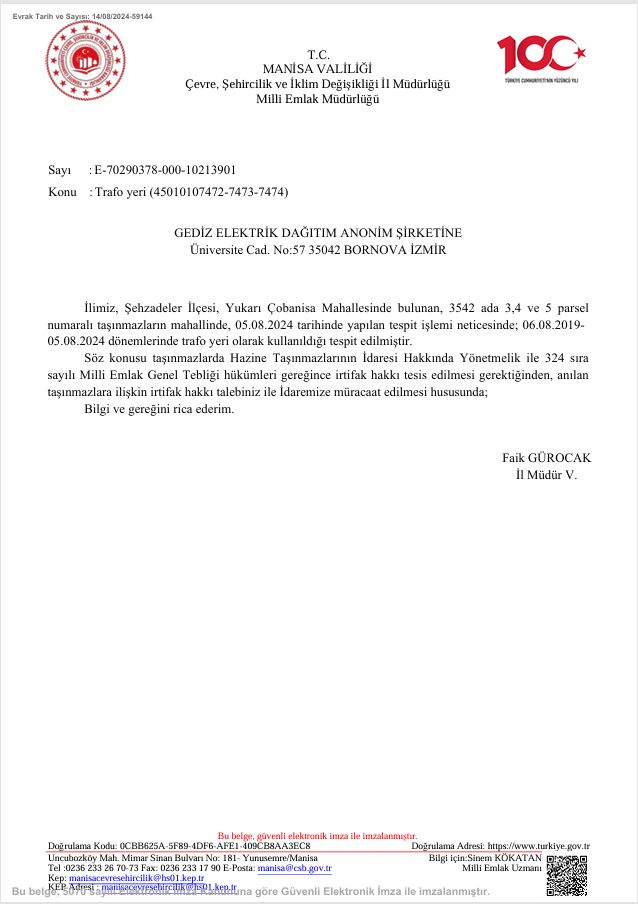 Evrak Tarih ve Sayısı: 14/08/2024-59144
100
TÜRKİYE CUMHURİYETİ'NİN YÜZÜNCÜ YILI
T.C.
MANİSA VALİLİĞİ
Çevre, Şehircilik ve İklim Değişikliği İl Müdürlüğü
Milli Emlak Müdürlüğü
Sayı : E-70290378-000-10213901
Konu : Trafo yeri (45010107472-7473-7474)
GEDİZ ELEKTRİK DAĞITIM ANONİM ŞİRKETİNE
Üniversite Cad. No:57 35042 BORNOVA İZMİR
İlimiz, Şehzadeler İlçesi, Yukarı Çobanisa Mahallesinde bulunan, 3542 ada 3,4 ve 5 parsel
numaralı taşınmazların mahallinde, 05.08.2024 tarihinde yapılan tespit işlemi neticesinde; 06.08.2019-
05.08.2024 dönemlerinde trafo yeri olarak kullanıldığı tespit edilmiştir.
Söz konusu taşınmazlarda Hazine Taşınmazlarının İdaresi Hakkında Yönetmelik ile 324 sıra
sayılı Milli Emlak Genel Tebliği hükümleri gereğince irtifak hakkı tesis edilmesi gerektiğinden, anılan
taşınmazlara ilişkin irtifak hakkı talebiniz ile İdaremize müracaat edilmesi hususunda;
Bilgi ve gereğini rica ederim.
Faik GÜROCAK
İl Müdür V.
Bu belge, güvenli elektronik imza ile imzalanmıştır.
Doğrulama Kodu: 0CBB625A-5F89-4DF6-AFE1-409CB8AA3EC8 Doğrulama Adresi: https://www.turkiye.gov.tr
Uncubozköy Mah. Mimar Sinan Bulvarı No: 181- Yunusemre/Manisa Bilgi için:Sinem KÖKATAN
Tel :0236 233 26 70-73 Fax: 0236 233 17 90 E-Posta: manisa@csb.gov.tr Milli Emlak Uzmanı
Kep: manisacevresehircilik@hs01.kep.tr
KEP Adresi : manisacevresehircilik@hs01.kep.tr
Bu belge, 5070 sayılı Elektronik İmza Kanununa göre Güvenli Elektronik İmza ile imzalanmıştır.